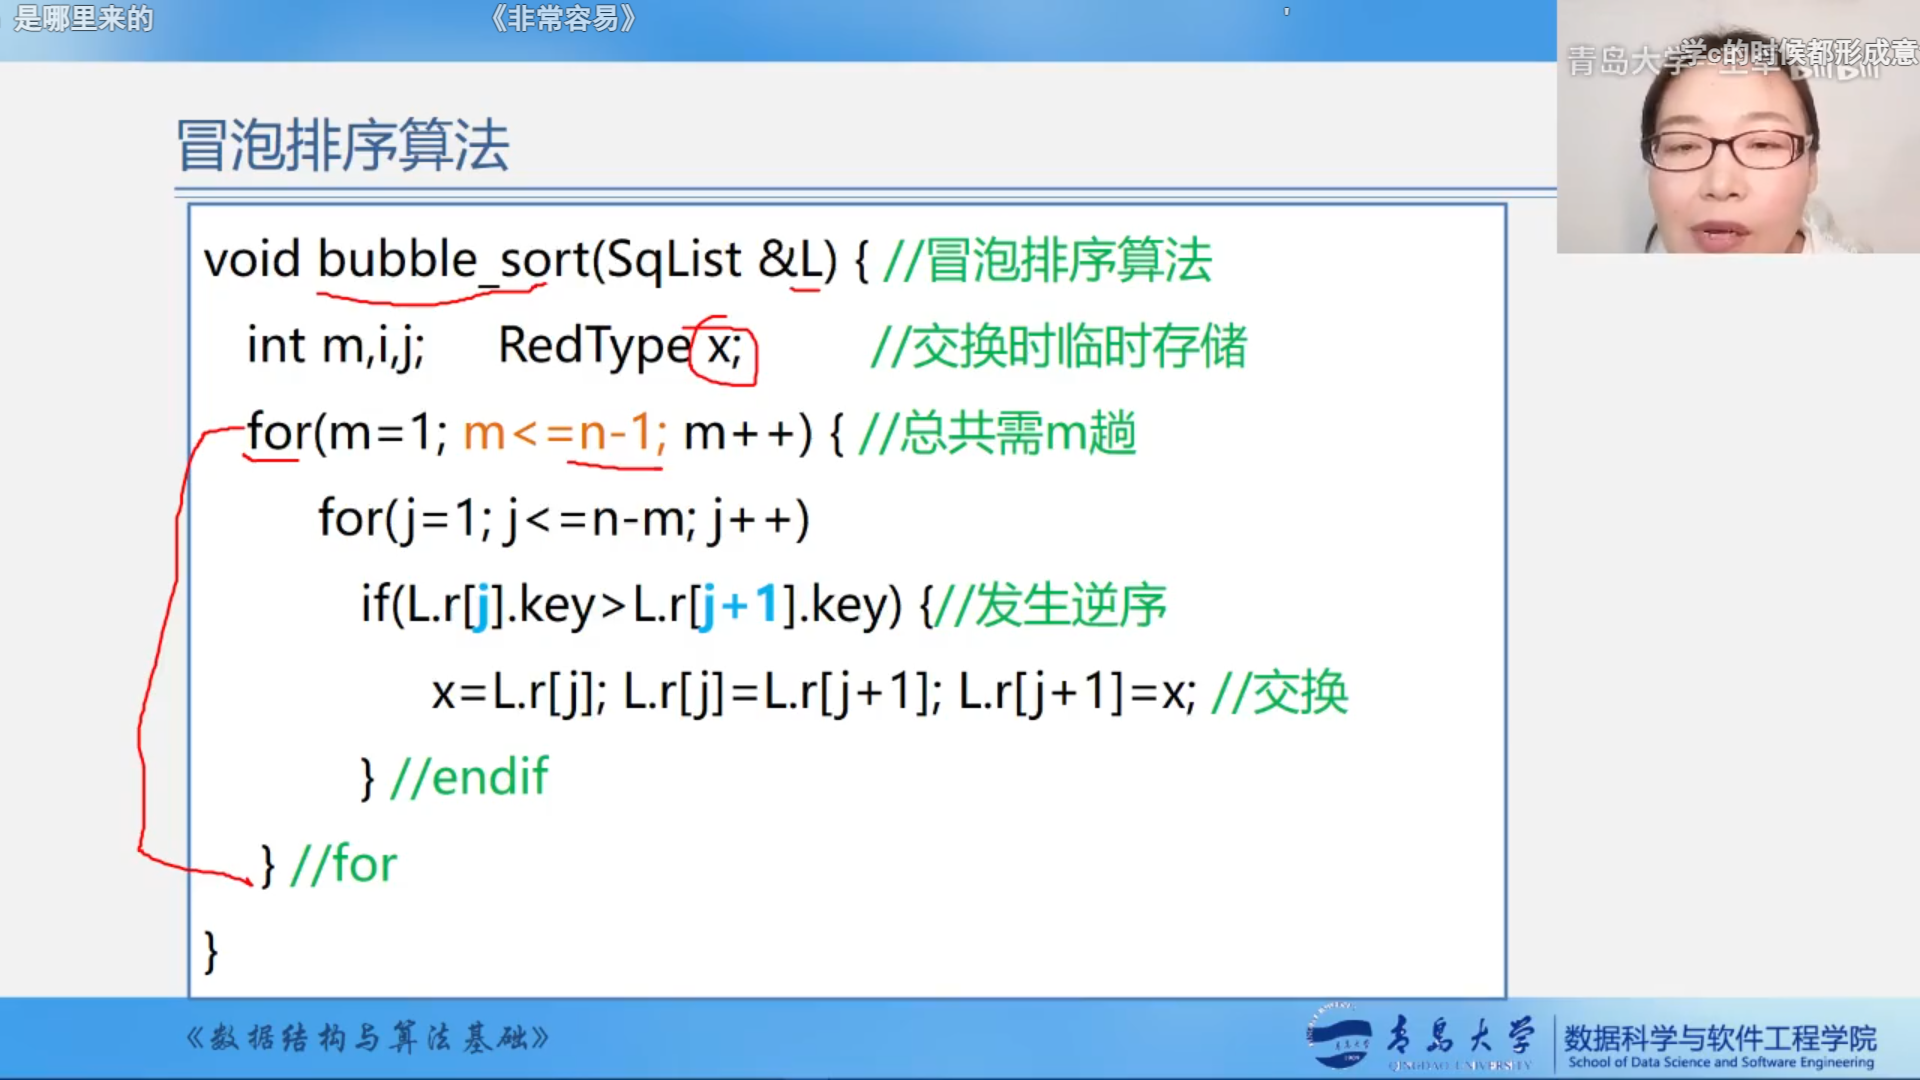 是哪里来的
《非常容易》
'
学c的时候都形成意
青岛大学
冒泡排序算法
void bubble_sort(SqList &L) { //冒泡排序算法
int m,i,j; RedType x; //交换时临时存储
for(m=1; m<=n-1; m++) { //总共需m趟
for(j=1; j<=n-m; j++)
if(L.r[j].key>L.r[j+1].key) {//发生逆序
x=L.r[j]; L.r[j]=L.r[j+1]; L.r[j+1]=x; //交换
} //endif
} //for
}
《数据结构与算法基础》
青岛大学
QINGDAO UNIVERSITY
数据科学与软件工程学院
School of Data Science and Software Engineering